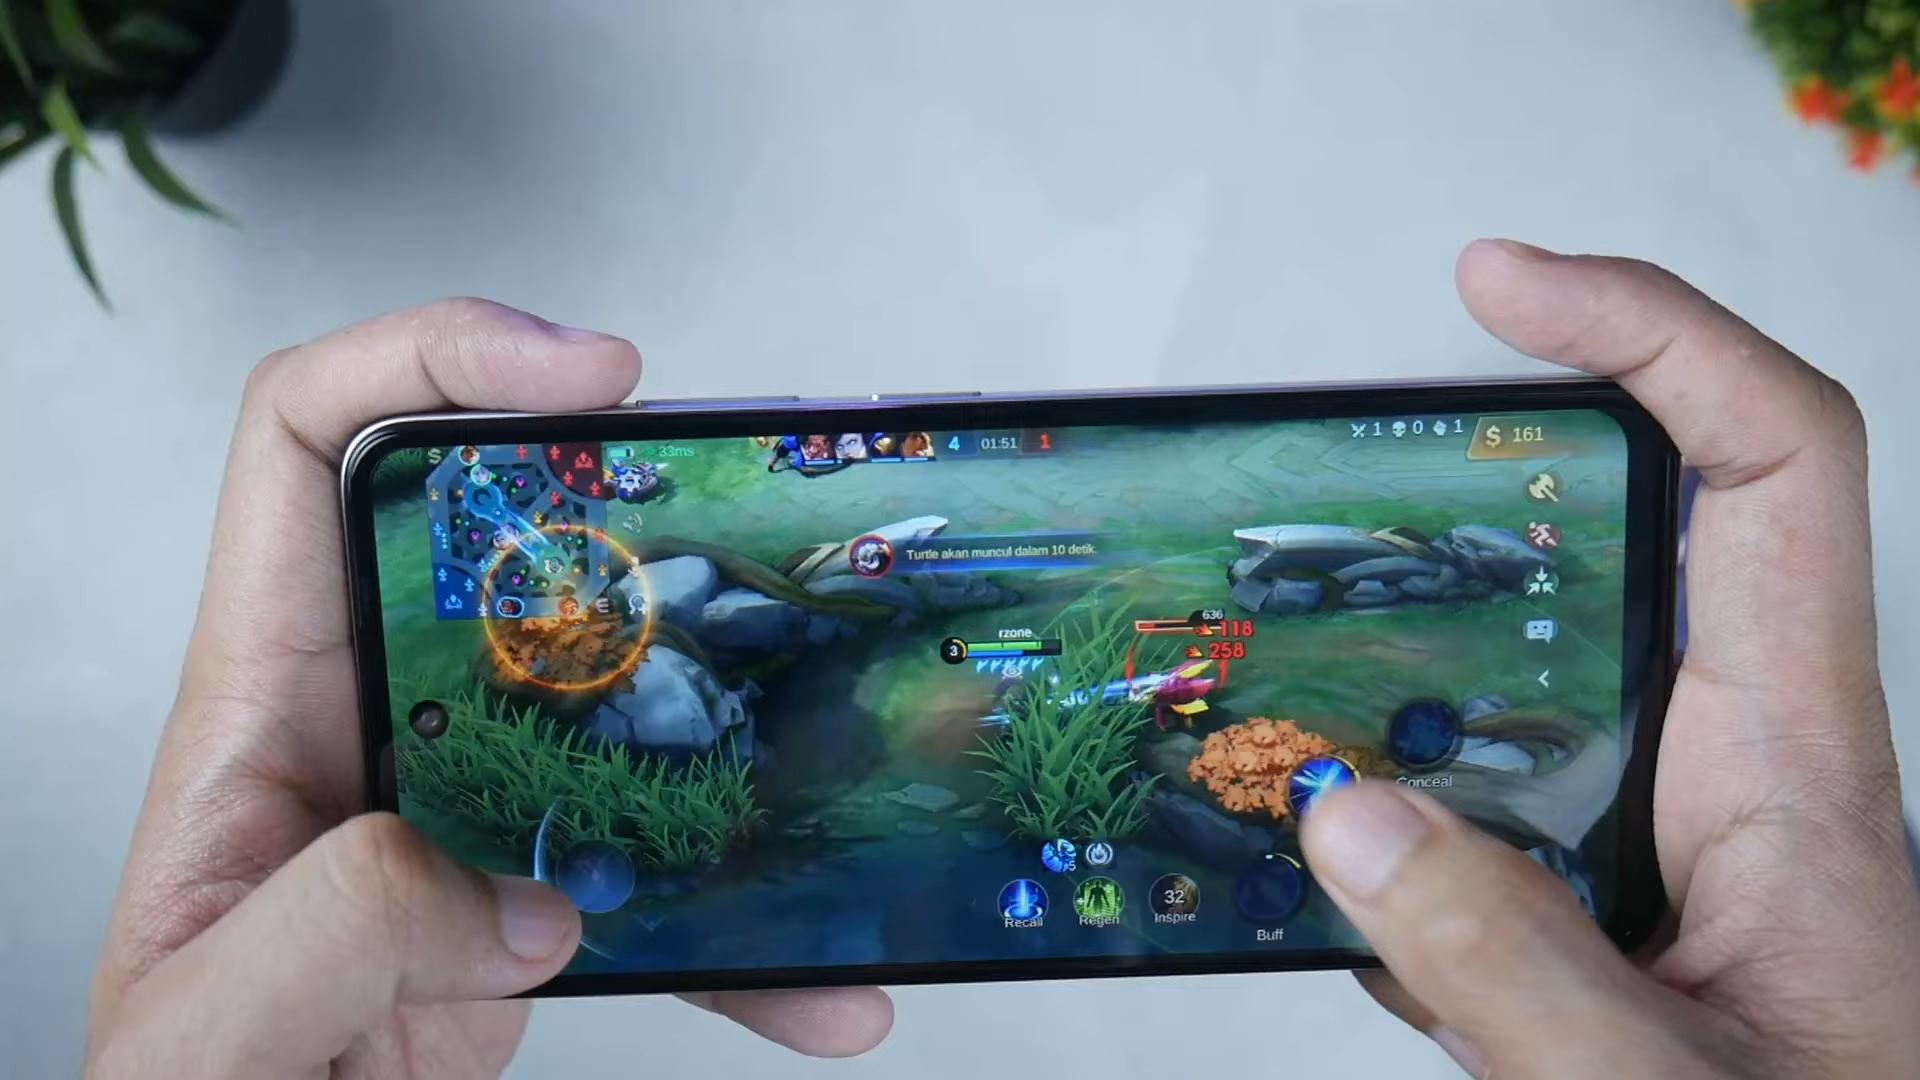 33ms
4 01:51 1
1 0 1
$ 161
Turtle akan muncul dalam 10 detik.
636
118
258
rzone
3
Conceal
5
Recall
Regen
32
Inspire
Buff